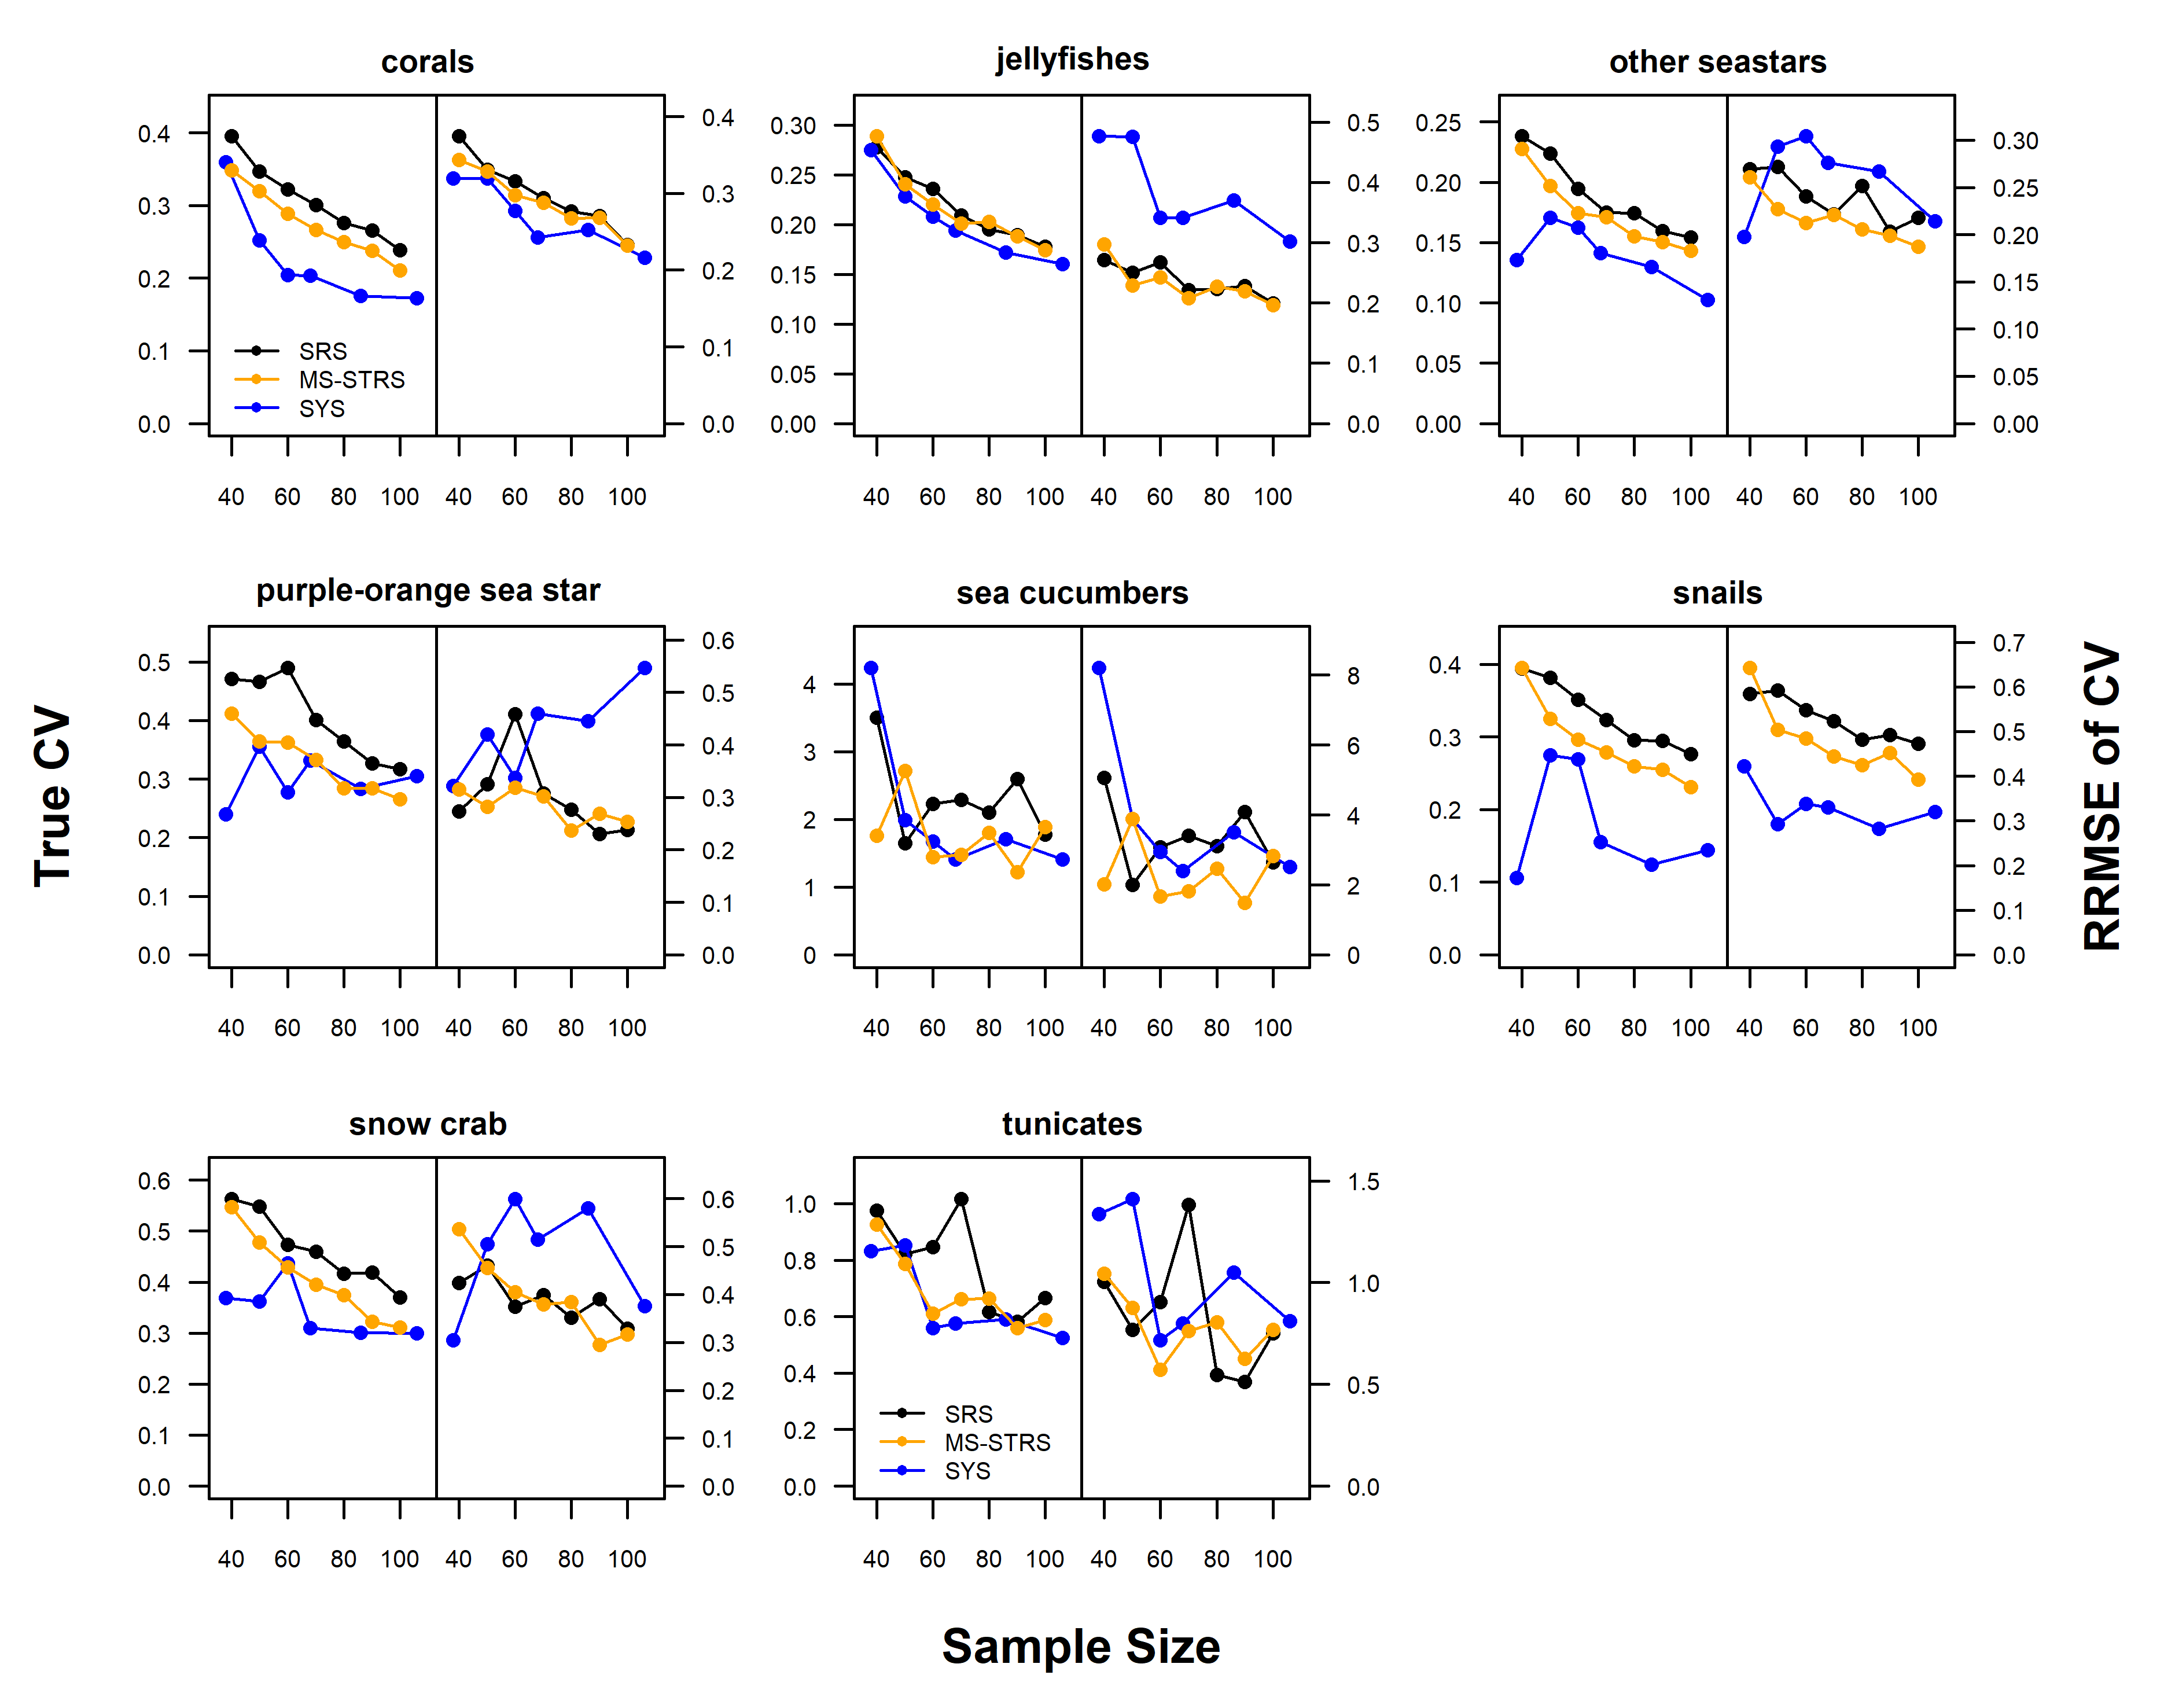 corals jellyfishes other seastars
0.4 0.3 0.2 0.1 0.0
0.4 0.3 0.2 0.1 0.0
0.30 0.25 0.20 0.15 0.10 0.05 0.00
0.5 0.4 0.3 0.2 0.1 0.0
0.25 0.20 0.15 0.10 0.05 0.00
0.30 0.25 0.20 0.15 0.10 0.05 0.00
SRS
MS-STRS
SYS
40 60 80 100 40 60 80 100 40 60 80 100 40 60 80 100 40 60 80 100 40 60 80 100
purple-orange sea star sea cucumbers snails
0.5 0.4 0.3 0.2 0.1 0.0
0.6 0.5 0.4 0.3 0.2 0.1 0.0
4 3 2 1 0
8 6 4 2 0
0.4 0.3 0.2 0.1 0.0
0.7 0.6 0.5 0.4 0.3 0.2 0.1 0.0
40 60 80 100 40 60 80 100 40 60 80 100 40 60 80 100 40 60 80 100 40 60 80 100
True CV
RRMSE of CV
snow crab tunicates
0.6 0.5 0.4 0.3 0.2 0.1 0.0
0.6 0.5 0.4 0.3 0.2 0.1 0.0
1.0 0.8 0.6 0.4 0.2 0.0
1.5 1.0 0.5 0.0
SRS
MS-STRS
SYS
40 60 80 100 40 60 80 100 40 60 80 100 40 60 80 100
Sample Size